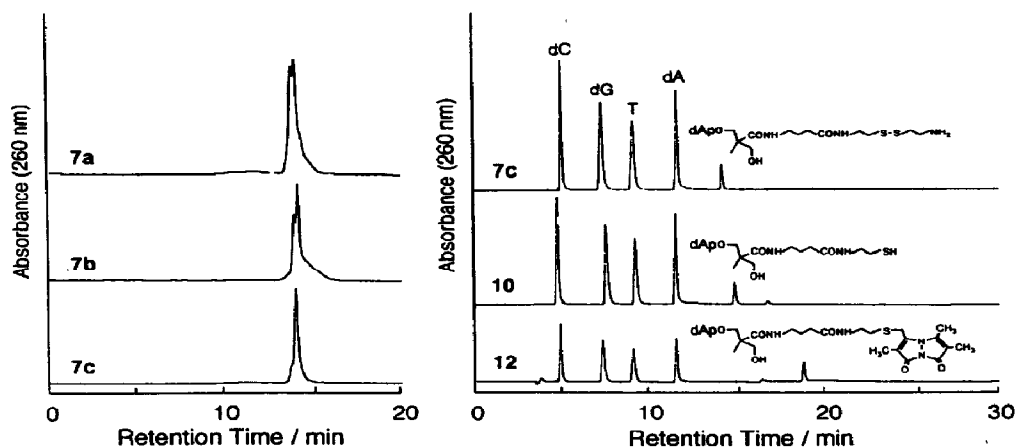 Absorbance (260 nm)
7a
7b
7c
0 10 20
Retention Time / min
Absorbance (260 nm)
dC
dG
T
dA
dApo CONH CONH S-S NH₂
OH
7c
dApo CONH CONH SH
OH
10
dApo CONH CONH S CH₃
OH H₃C N N CH₃
O O
12
0 10 20 30
Retention Time / min